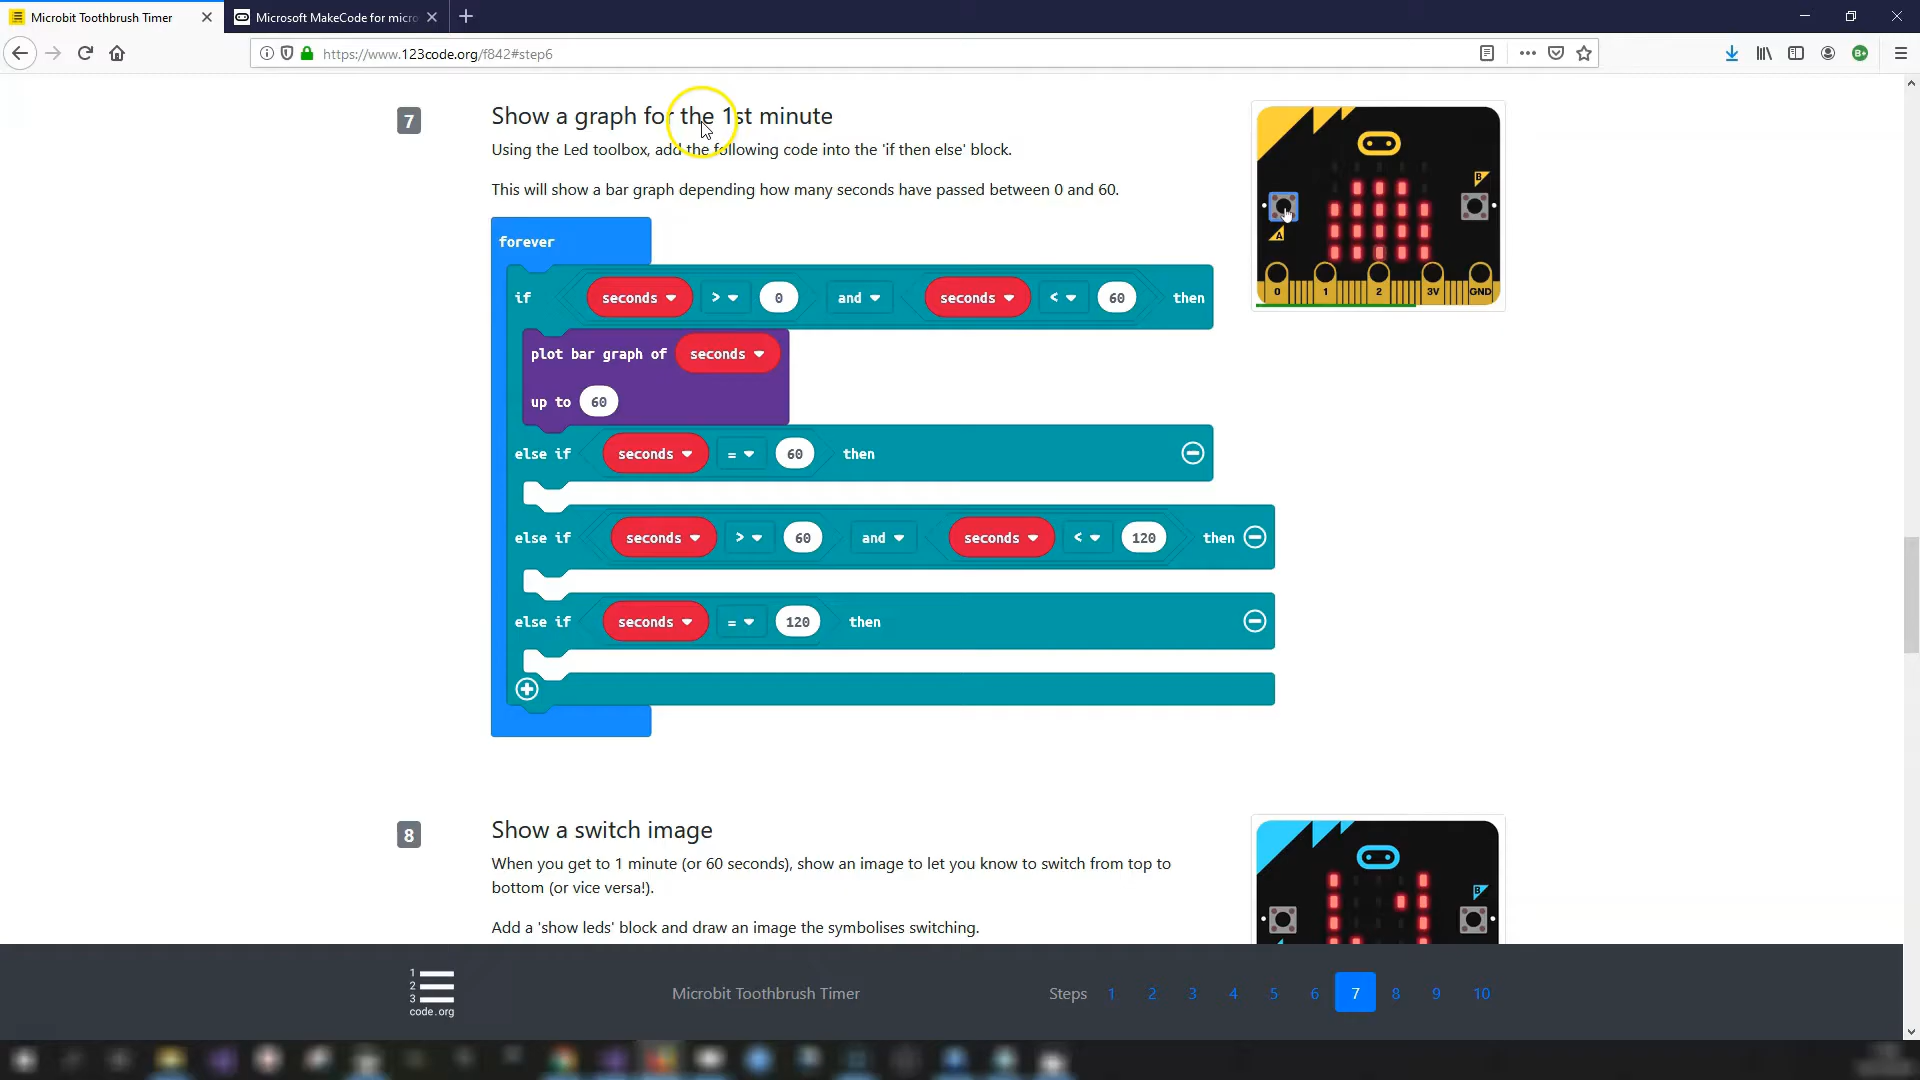 Microbit Toothbrush Timer
Microsoft MakeCode for micro
https://www.123code.org/f842#step6
7
Show a graph for the 1st minute
Using the Led toolbox, add the following code into the 'if then else' block.
This will show a bar graph depending how many seconds have passed between 0 and 60.
forever
if seconds > 0 and seconds < 60 then
plot bar graph of seconds
up to 60
else if seconds = 60 then
else if seconds > 60 and seconds < 120 then
else if seconds = 120 then
B
A
0 1 2 3V GND
8
Show a switch image
When you get to 1 minute (or 60 seconds), show an image to let you know to switch from top to
bottom (or vice versa!).
Add a 'show leds' block and draw an image the symbolises switching.
B
1
2
3
code.org
Microbit Toothbrush Timer
Steps 1 2 3 4 5 6 7 8 9 10